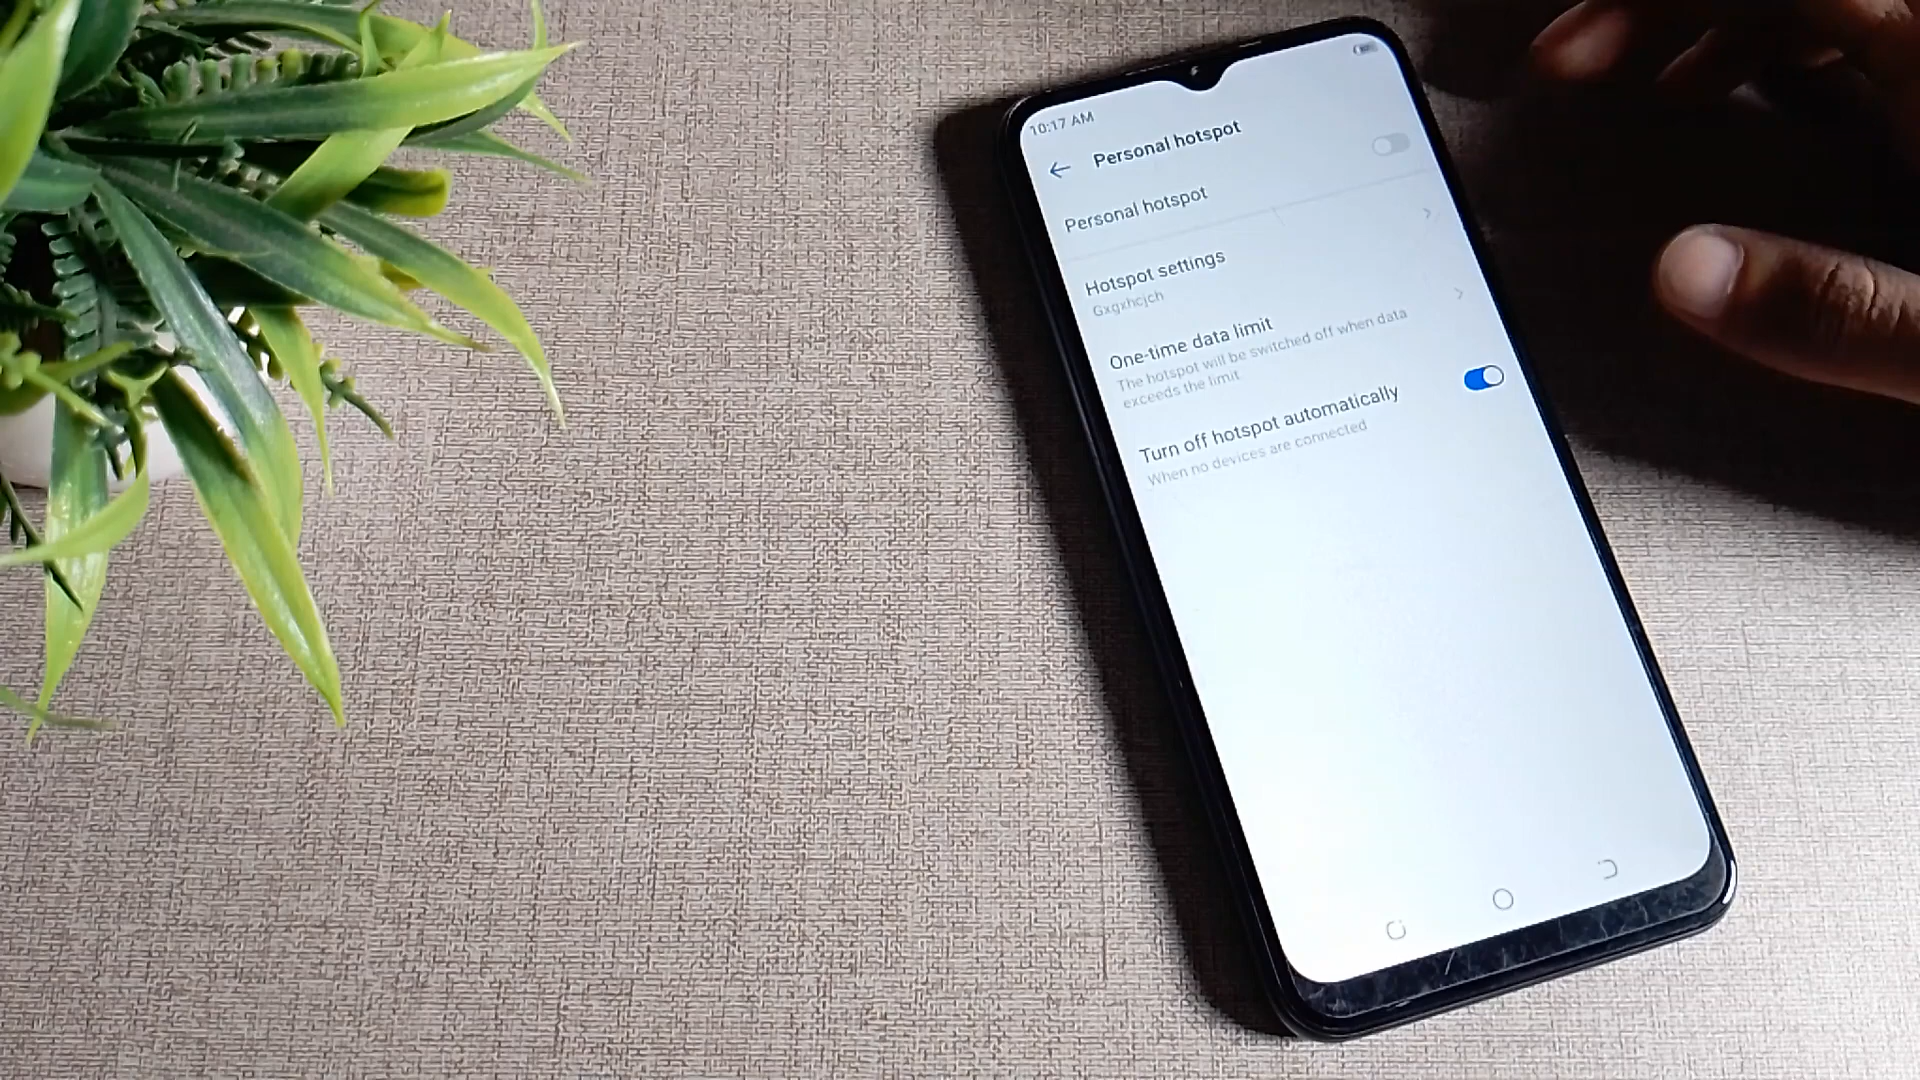 10:17 AM
Personal hotspot
Personal hotspot
Hotspot settings
Gxgxhcjch
One-time data limit
The hotspot will be switched off when data
exceeds the limit
Turn off hotspot automatically
When no devices are connected